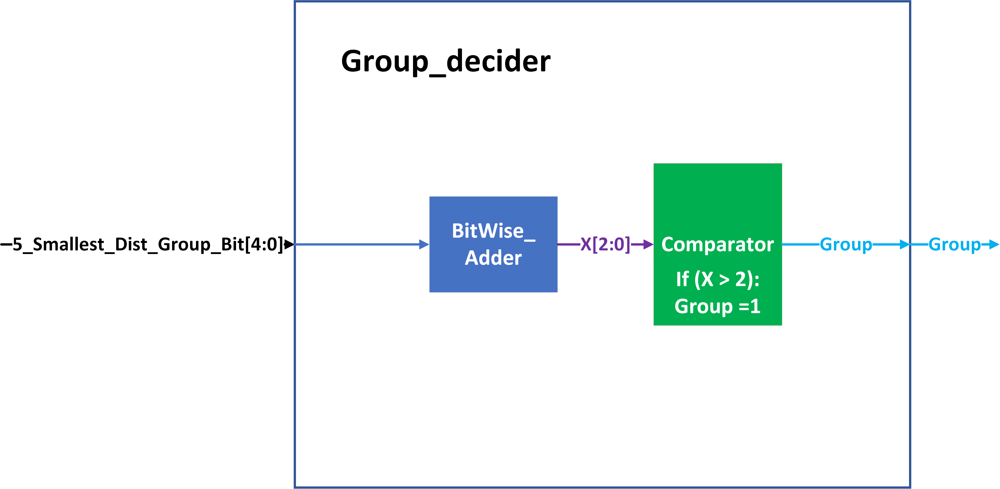 Group_decider
5_Smallest_Dist_Group_Bit[4:0]
BitWise_
Adder
X[2:0]
Comparator
If (X > 2):
Group =1
Group
Group